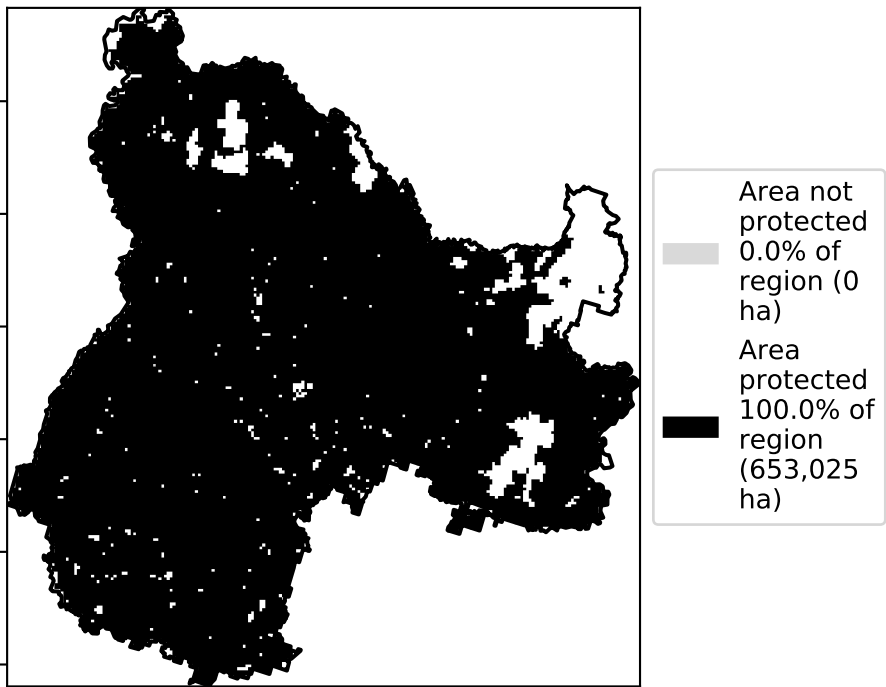 Area not
protected
0.0% of
region (0
ha)
Area
protected
100.0% of
region
(653,025
ha)